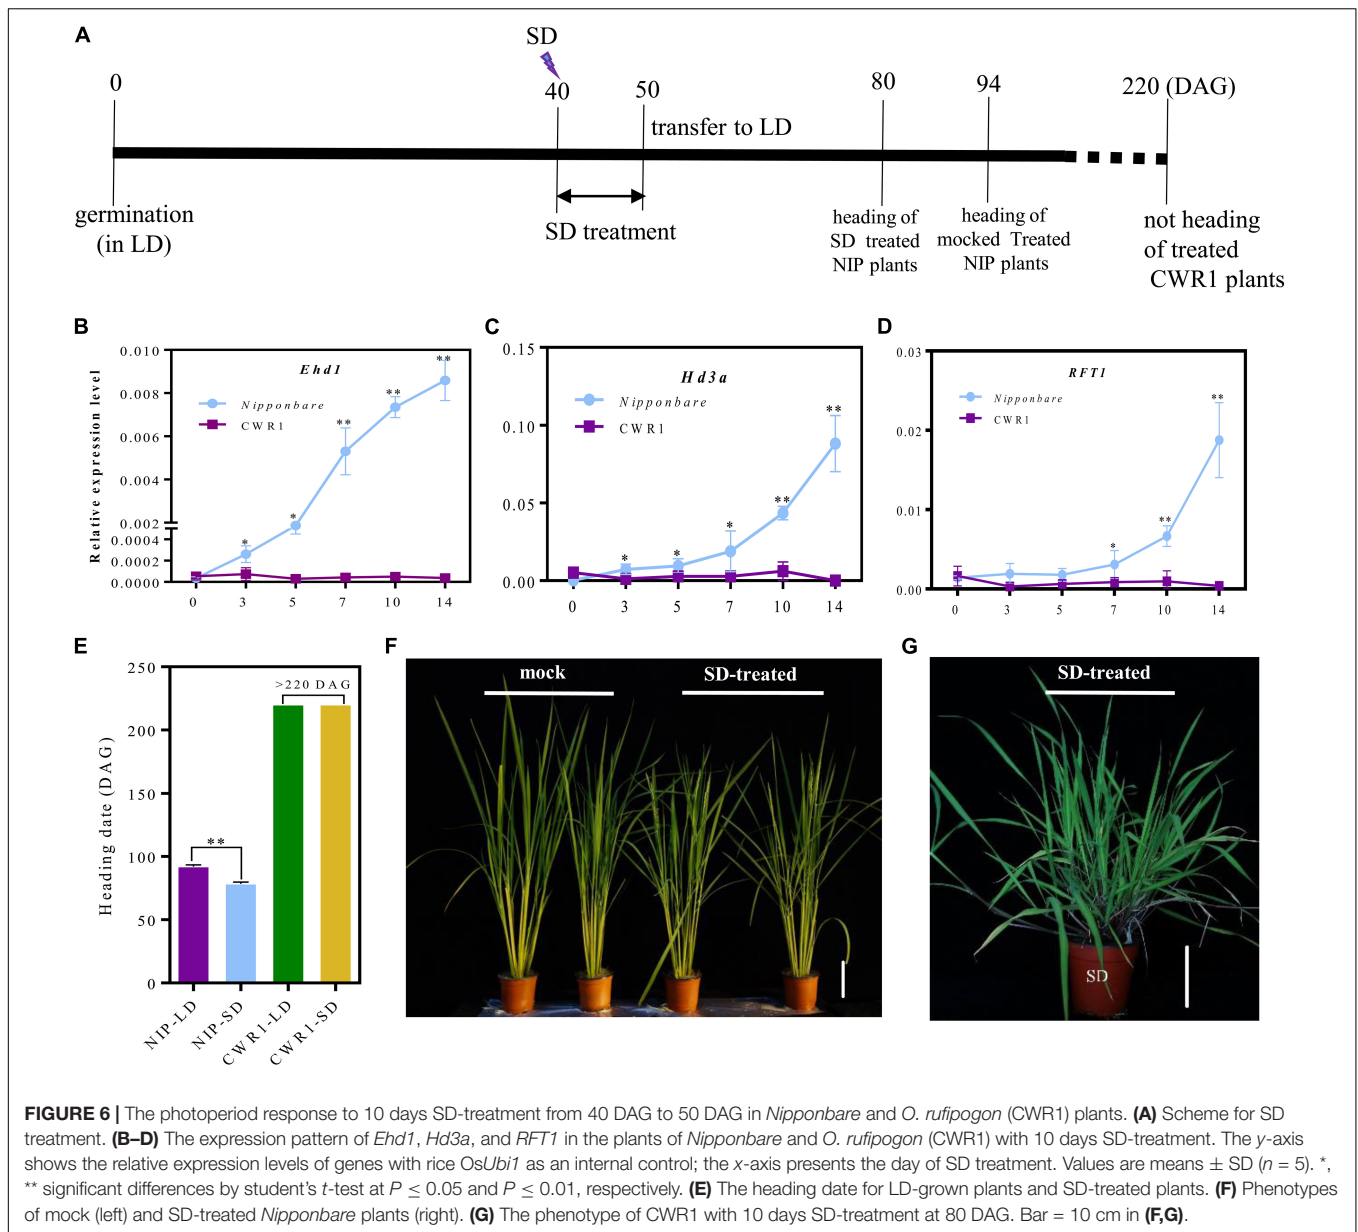 A
SD
0
40
50
80
94
220 (DAG)
transfer to LD
germination
(in LD)
SD treatment
heading of
SD treated
NIP plants
heading of
mocked Treated
NIP plants
not heading
of treated
CWR1 plants
B
Relative expression level
0.010
0.008
0.006
0.004
0.002
0.0004
0.0002
0.0000
Ehd1
Nipponbare
CWR1
*
*
**
**
**
0 3 5 7 10 14
C
0.15
0.10
0.05
0.00
Hd3a
Nipponbare
CWR1
*
*
*
**
**
0 3 5 7 10 14
D
0.03
0.02
0.01
0.00
RFT1
Nipponbare
CWR1
*
**
**
0 3 5 7 10 14
E
Heading date (DAG)
250
200
150
100
50
0
>220 DAG
**
NIP-LD
NIP-SD
CWR1-LD
CWR1-SD
F
mock
SD-treated
G
SD-treated
SD
FIGURE 6 | The photoperiod response to 10 days SD-treatment from 40 DAG to 50 DAG in Nipponbare and O. rufipogon (CWR1) plants. (A) Scheme for SD
treatment. (B–D) The expression pattern of Ehd1, Hd3a, and RFT1 in the plants of Nipponbare and O. rufipogon (CWR1) with 10 days SD-treatment. The y-axis
shows the relative expression levels of genes with rice OsUbi1 as an internal control; the x-axis presents the day of SD treatment. Values are means ± SD (n = 5). *,
** significant differences by student's t-test at P ≤ 0.05 and P ≤ 0.01, respectively. (E) The heading date for LD-grown plants and SD-treated plants. (F) Phenotypes
of mock (left) and SD-treated Nipponbare plants (right). (G) The phenotype of CWR1 with 10 days SD-treatment at 80 DAG. Bar = 10 cm in (F,G).